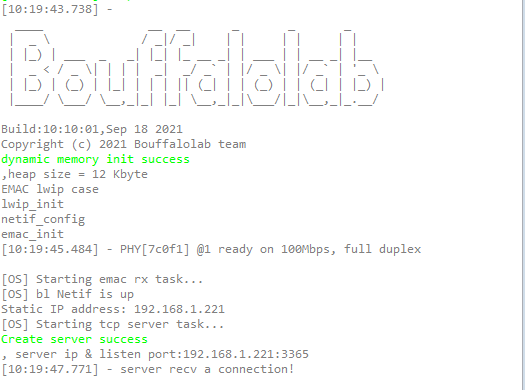 [10:19:43.738] -
Bouffalolab
Build:10:10:01,Sep 18 2021
Copyright (c) 2021 Bouffalolab team
dynamic memory init success
,heap size = 12 Kbyte
EMAC lwip case
lwip_init
netif_config
emac_init
[10:19:45.484] - PHY[7c0f1] @1 ready on 100Mbps, full duplex
[OS] Starting emac rx task...
[OS] bl Netif is up
Static IP address: 192.168.1.221
[OS] Starting tcp server task...
Create server success
, server ip & listen port:192.168.1.221:3365
[10:19:47.771] - server recv a connection!